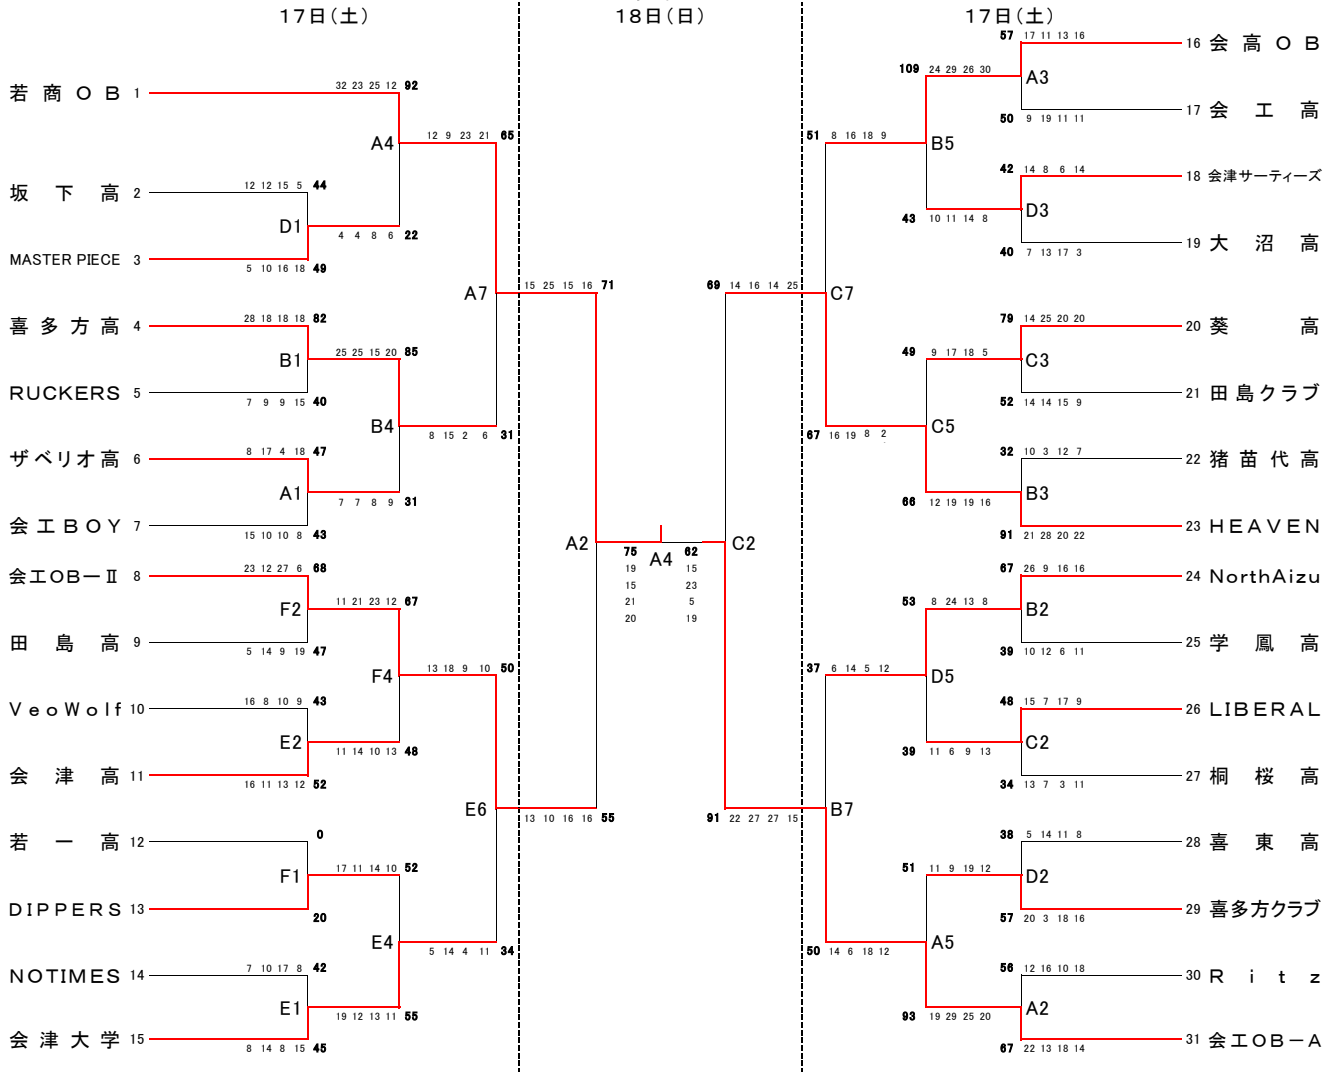 17日(土)
18日(日)
17日(土)
57 17 11 13 16
16 会高OB
109 24 29 26 30
A3
32 23 25 12 92
若商OB 1
17 会工高
50 9 19 11 11
12 9 23 21 65
51 8 16 18 9
A4
B5
42 14 8 6 14
18 会津サーティーズ
12 12 15 5 44
坂下高 2
D3
43 10 11 14 8
D1
4 4 8 6 22
19 大沼高
40 7 13 17 3
MASTER PIECE 3
5 10 16 18 49
A7
15 25 15 16 71
69 14 16 14 25
C7
喜多方高 4
28 18 18 18 82
79 14 25 20 20
20 葵高
B1
25 25 15 20 85
49 9 17 18 5
C3
RUCKERS 5
7 9 9 15 40
21 田島クラブ
52 14 14 15 9
B4
8 15 2 6 31
67 16 19 8 2
C5
ザベリオ高 6
8 17 4 18 47
32 10 3 12 7
22 猪苗代高
A1
7 7 8 9 31
66 12 19 19 16
B3
会工BOY 7
15 10 10 8 43
91 21 28 20 22
23 HEAVEN
A2
75 A4 62
C2
19 15
15 23
21 5
20 19
会工OB-Ⅱ 8
23 12 27 6 68
67 26 9 16 16
24 NorthAizu
F2
11 21 23 12 67
53 8 24 13 8
B2
田島高 9
5 14 9 19 47
39 10 12 6 11
25 学鳳高
F4
13 18 9 10 50
37 6 14 5 12
D5
VeoWolf 10
16 8 10 9 43
48 15 7 17 9
26 LIBERAL
E2
11 14 10 13 48
39 11 6 9 13
C2
会津高 11
16 11 13 12 52
34 13 7 3 11
27 桐桜高
E6
13 10 16 16 55
91 22 27 27 15
B7
若一高 12
0
38 5 14 11 8
28 喜東高
F1
17 11 14 10 52
51 11 9 19 12
D2
DIPPERS 13
20
57 20 3 18 16
29 喜多方クラブ
E4
5 14 4 11 34
50 14 6 18 12
A5
NOTIMES 14
7 10 17 8 42
56 12 16 10 18
30 Ritz
E1
19 12 13 11 55
93 19 29 25 20
A2
会津大学 15
8 14 8 15 45
67 22 13 18 14
31 会工OB-A